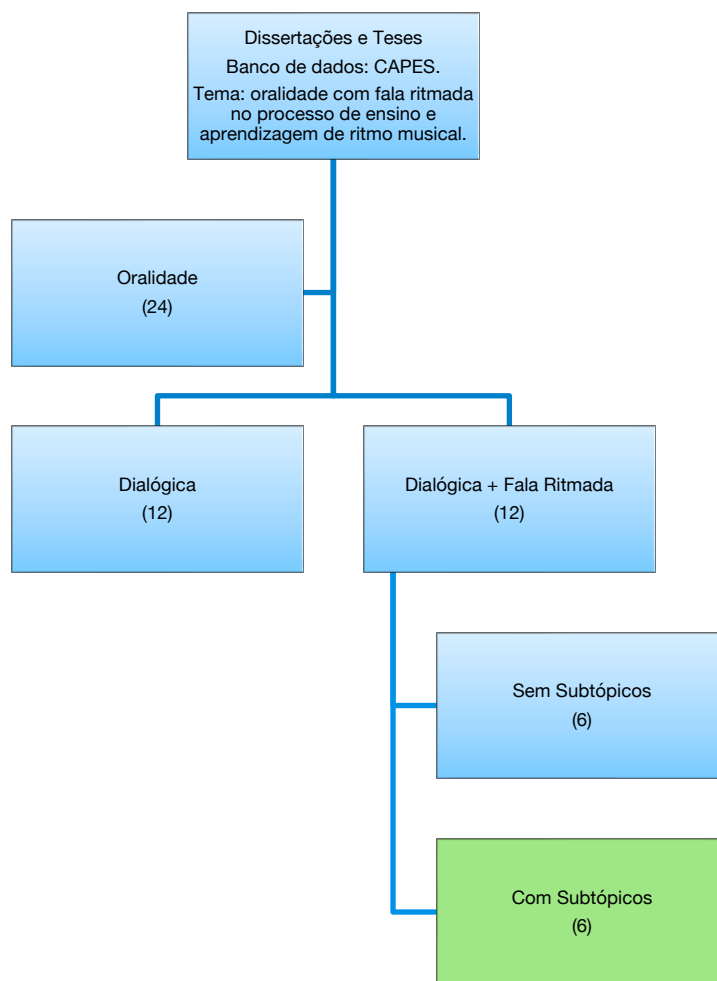 Dissertações e Teses
Banco de dados: CAPES.
Tema: oralidade com fala ritmada
no processo de ensino e
aprendizagem de ritmo musical.
Oralidade
(24)
Dialógica
(12)
Dialógica + Fala Ritmada
(12)
Sem Subtópicos
(6)
Com Subtópicos
(6)